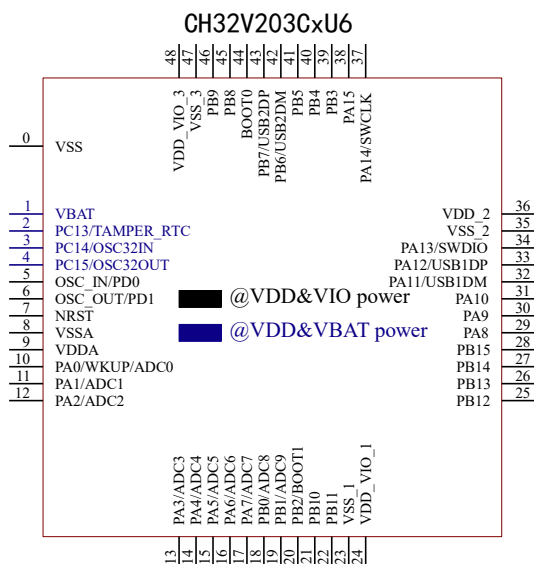 CH32V203CxU6
48 VDD_VIO_3
47 VSS_3
46 PB9
45 PB8
44 BOOT0
43 PB7/USB2DP
42 PB6/USB2DM
41 PB5
40 PB4
39 PB3
38 PA15
37 PA14/SWCLK
0 VSS
1 VBAT
2 PC13/TAMPER_RTC
3 PC14/OSC32IN
4 PC15/OSC32OUT
5 OSC_IN/PD0
6 OSC_OUT/PD1
7 NRST
8 VSSA
9 VDDA
10 PA0/WKUP/ADC0
11 PA1/ADC1
12 PA2/ADC2
@VDD&VIO power
@VDD&VBAT power
VDD_2 36
VSS_2 35
PA13/SWDIO 34
PA12/USB1DP 33
PA11/USB1DM 32
PA10 31
PA9 30
PA8 29
PB15 28
PB14 27
PB13 26
PB12 25
13 PA3/ADC3
14 PA4/ADC4
15 PA5/ADC5
16 PA6/ADC6
17 PA7/ADC7
18 PB0/ADC8
19 PB1/ADC9
20 PB2/BOOT1
21 PB10
22 PB11
23 VSS_1
24 VDD_VIO_1